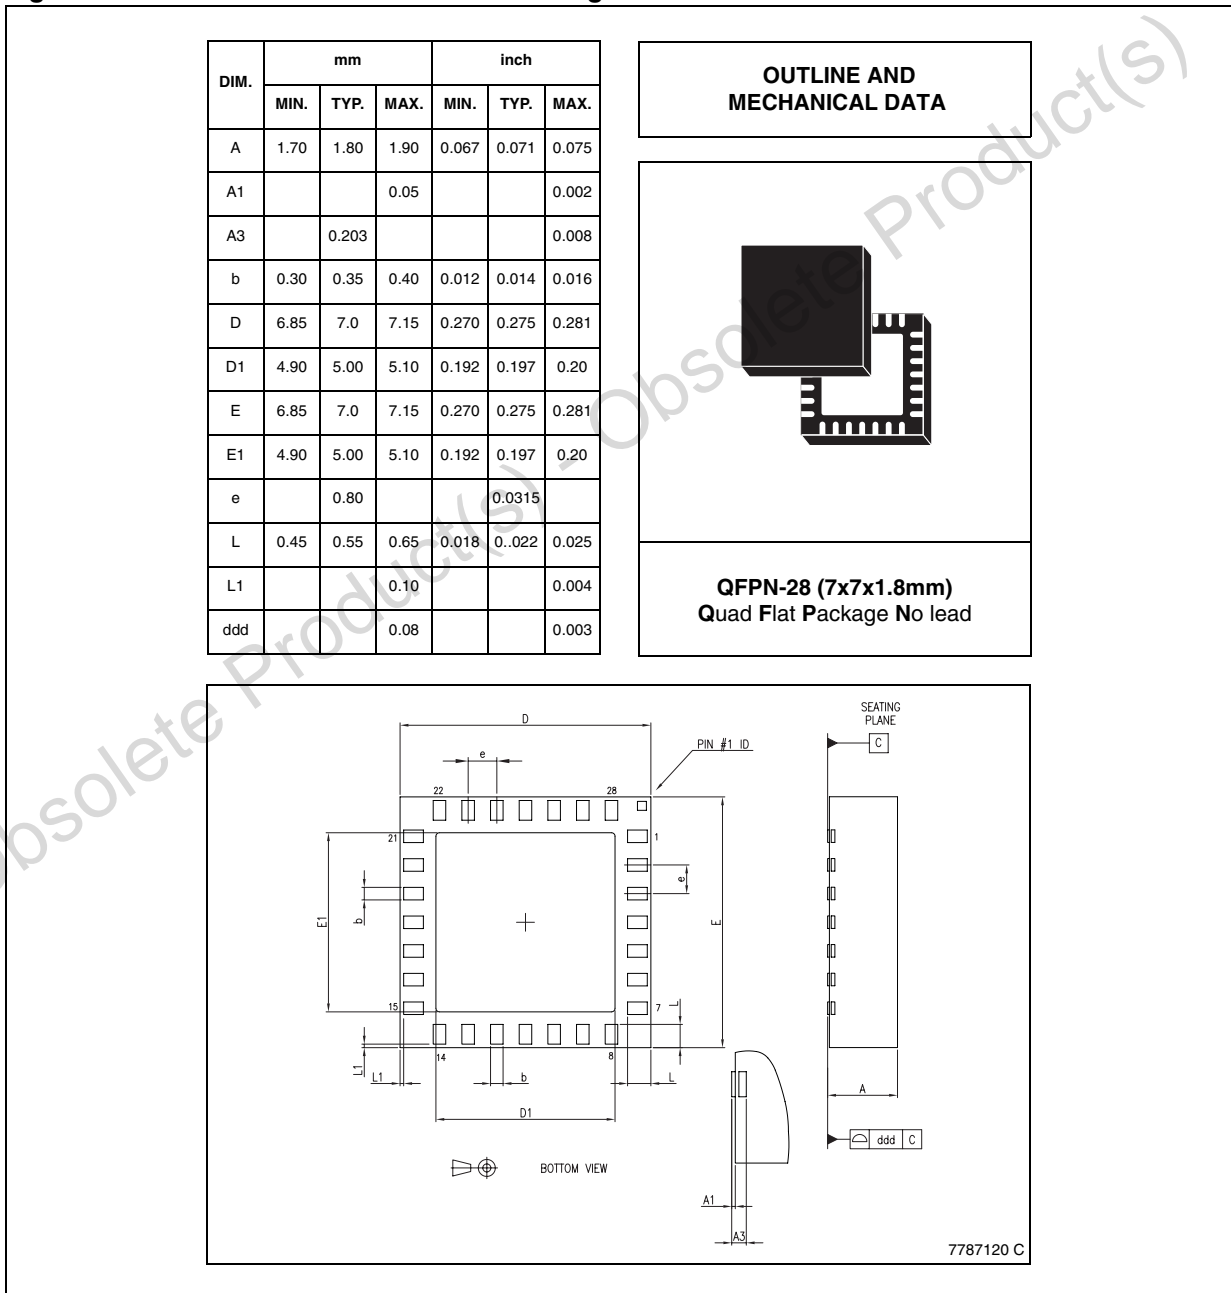 DIM. mm inch
MIN. TYP. MAX. MIN. TYP. MAX.
A 1.70 1.80 1.90 0.067 0.071 0.075
A1 0.05 0.002
A3 0.203 0.008
b 0.30 0.35 0.40 0.012 0.014 0.016
D 6.85 7.0 7.15 0.270 0.275 0.281
D1 4.90 5.00 5.10 0.192 0.197 0.20
E 6.85 7.0 7.15 0.270 0.275 0.281
E1 4.90 5.00 5.10 0.192 0.197 0.20
e 0.80 0.0315
L 0.45 0.55 0.65 0.018 0..022 0.025
L1 0.10 0.004
ddd 0.08 0.003
OUTLINE AND
MECHANICAL DATA
QFPN-28 (7x7x1.8mm)
Quad Flat Package No lead
Obsolete Product(s) - Obsolete Product(s)
D
SEATING
PLANE
C
PIN #1 ID
e
22 28
21 1
e
b
E1
E
15 7
L
14 8
L1
L1 b L
D1
A
ddd C
BOTTOM VIEW
A1
A3
7787120 C